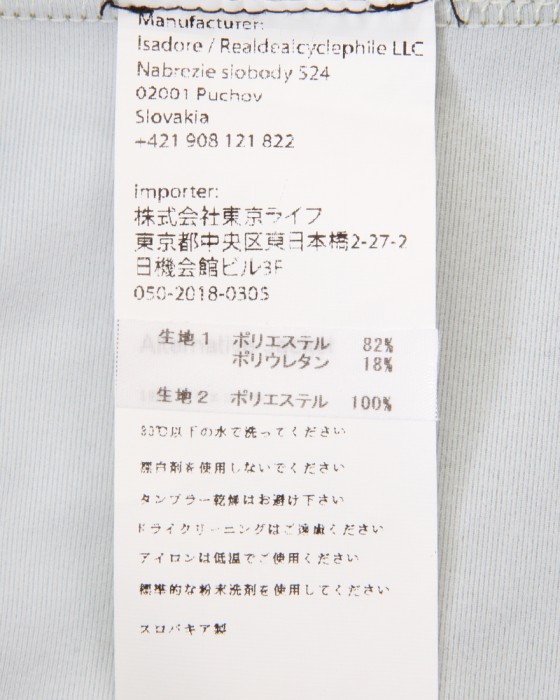 Manufacturer:
Isadore / Realdealcyclephile LLC
Nabrezie slobody 524
02001 Puchov
Slovakia
+421 908 121 822
importer:
株式会社東京ライフ
東京都中央区東日本橋2-27-2
日機会館ビル3F
050-2018-0305
生地1 ポリエステル 82%
ポリウレタン 18%
生地2 ポリエステル 100%
30℃以下の水で洗ってください
漂白剤を使用しないでください
タンブラー乾燥はお避け下さい
ドライクリーニングはご遠慮ください
アイロンは低温でご使用ください
標準的な粉末洗剤を使用してください
スロバキア製